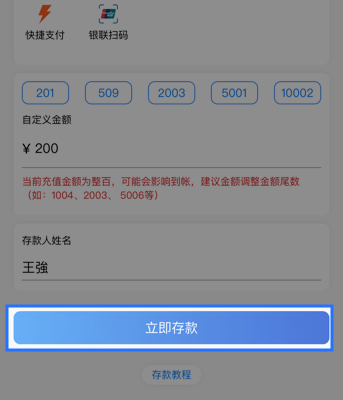 快捷支付 银联扫码
201 509 2003 5001 10002
自定义金额
¥ 200
当前充值金额为整百，可能会影响到帐，建议金额调整金额尾数
（如：1004、2003、 5006等）
存款人姓名
王強
立即存款
存款教程